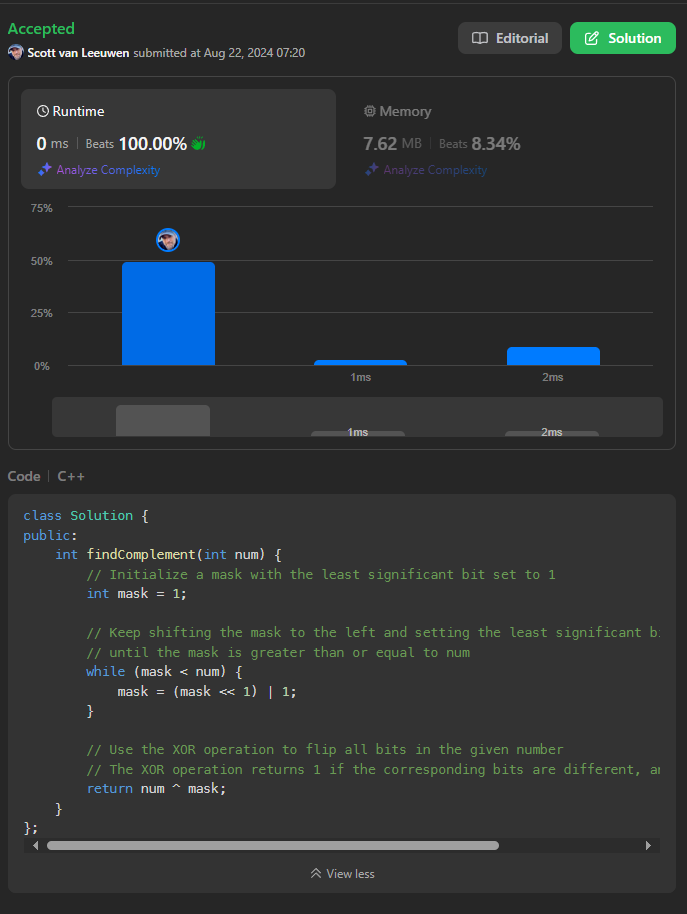 Accepted
Editorial
Solution
Scott van Leeuwen submitted at Aug 22, 2024 07:20
Runtime
Memory
0 ms | Beats 100.00%
7.62 MB | Beats 8.34%
Analyze Complexity
Analyze Complexity
75%
50%
25%
0%
1ms
2ms
1ms
2ms
Code | C++
class Solution {
public:
    int findComplement(int num) {
        // Initialize a mask with the least significant bit set to 1
        int mask = 1;

        // Keep shifting the mask to the left and setting the least significant
        // until the mask is greater than or equal to num
        while (mask < num) {
            mask = (mask << 1) | 1;
        }

        // Use the XOR operation to flip all bits in the given number
        // The XOR operation returns 1 if the corresponding bits are different,
        return num ^ mask;
    }
};
View less